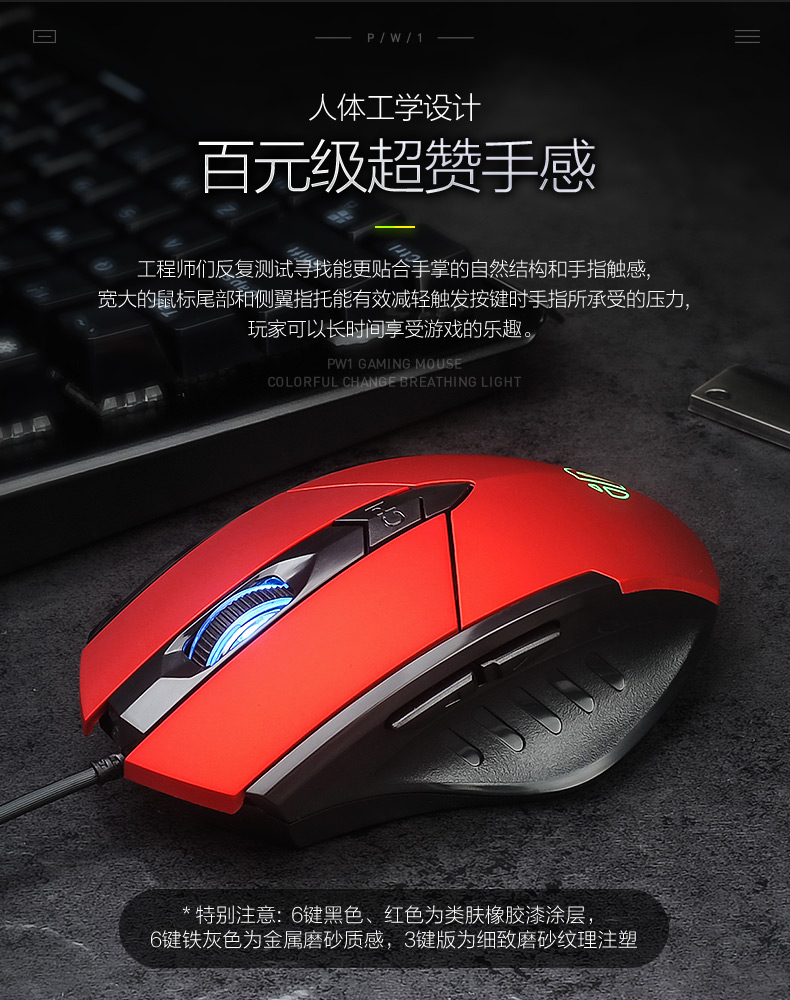 P/W/1
人体工学设计
百元级超赞手感
工程师们反复测试寻找能更贴合手掌的自然结构和手指触感,
宽大的鼠标尾部和侧翼指托能有效减轻触发按键时手指所承受的压力,
玩家可以长时间享受游戏的乐趣。
PW1 GAMING MOUSE
COLORFUL CHANGE BREATHING LIGHT
* 特别注意: 6键黑色、红色为类肤橡胶漆涂层,
6键铁灰色为金属磨砂质感, 3键版为细致磨砂纹理注塑